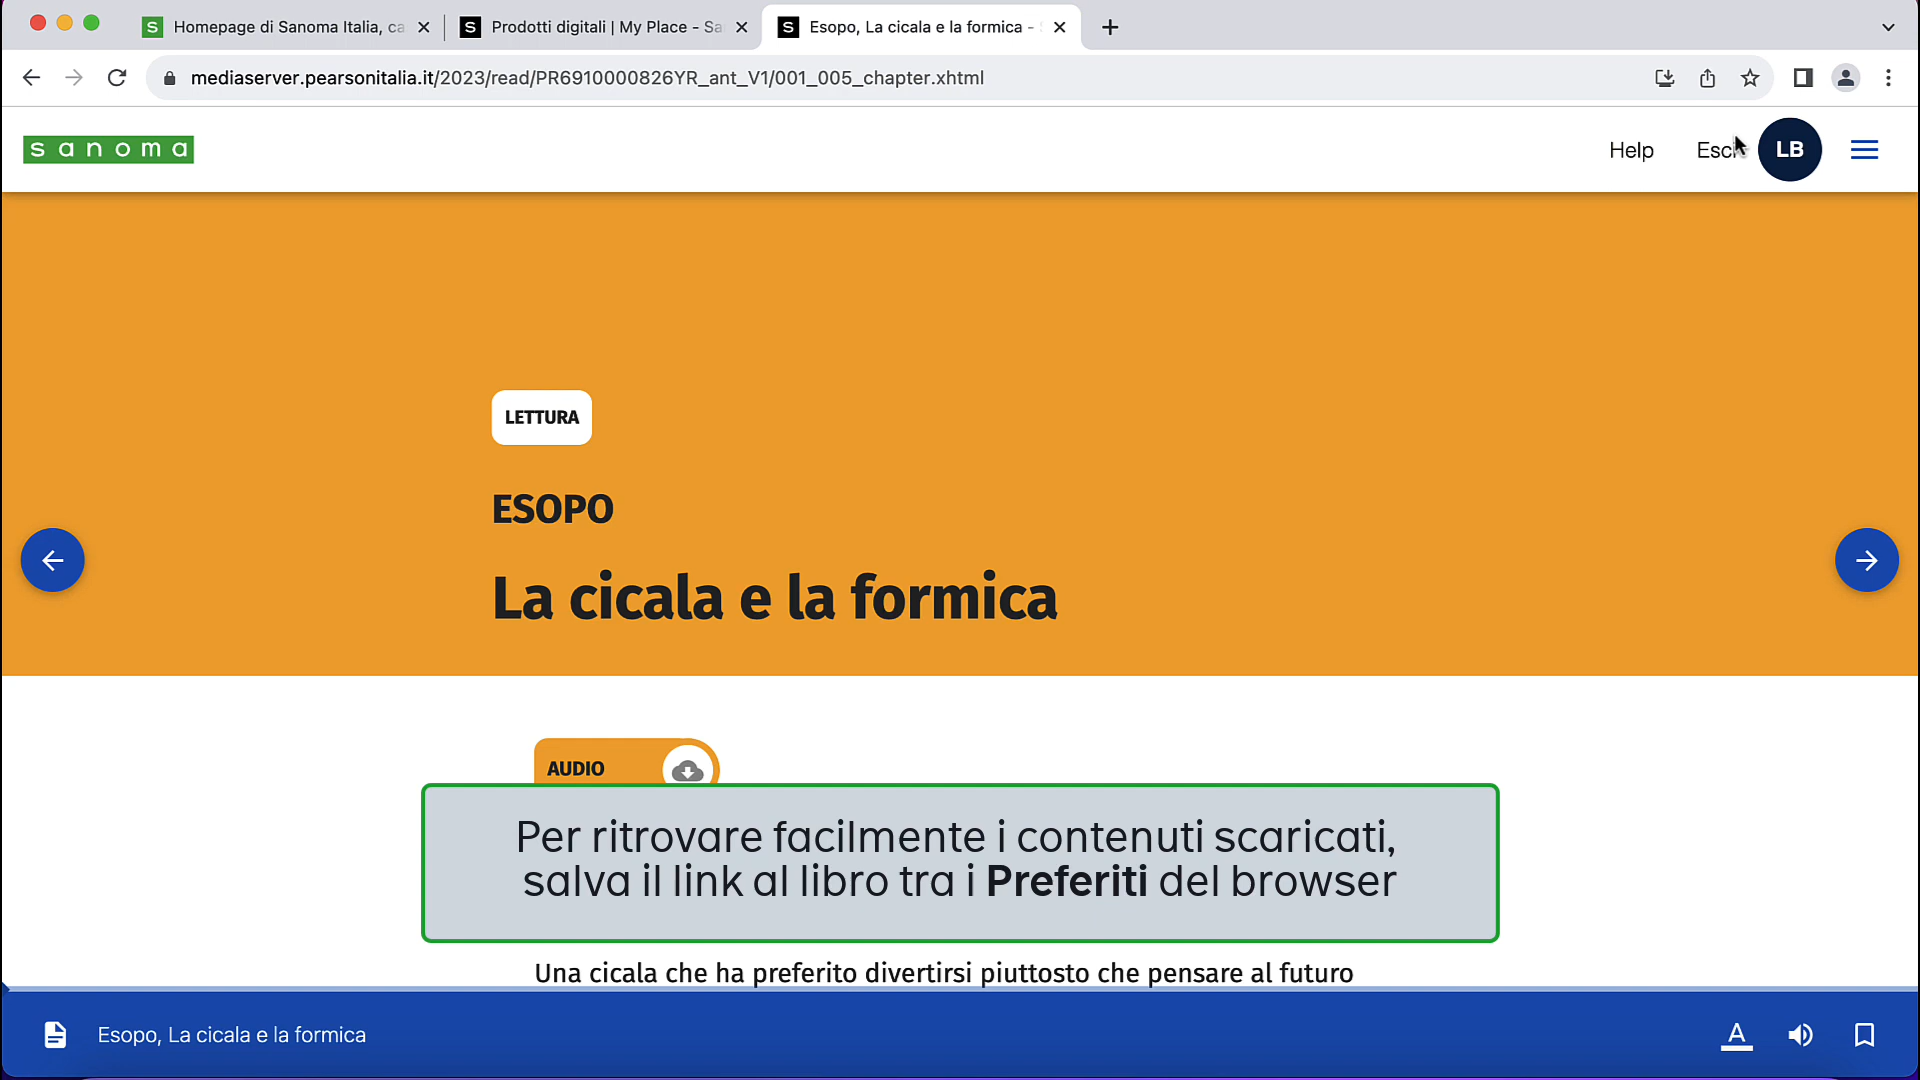 Homepage di Sanoma Italia, ca
Prodotti digitali | My Place - Sa
Esopo, La cicala e la formica -
mediaserver.pearsonitalia.it/2023/read/PR6910000826YR_ant_V1/001_005_chapter.xhtml
sanoma
Help
Esci
LB
LETTURA
ESOPO
La cicala e la formica
AUDIO
Per ritrovare facilmente i contenuti scaricati,
salva il link al libro tra i Preferiti del browser
Una cicala che ha preferito divertirsi piuttosto che pensare al futuro
Esopo, La cicala e la formica